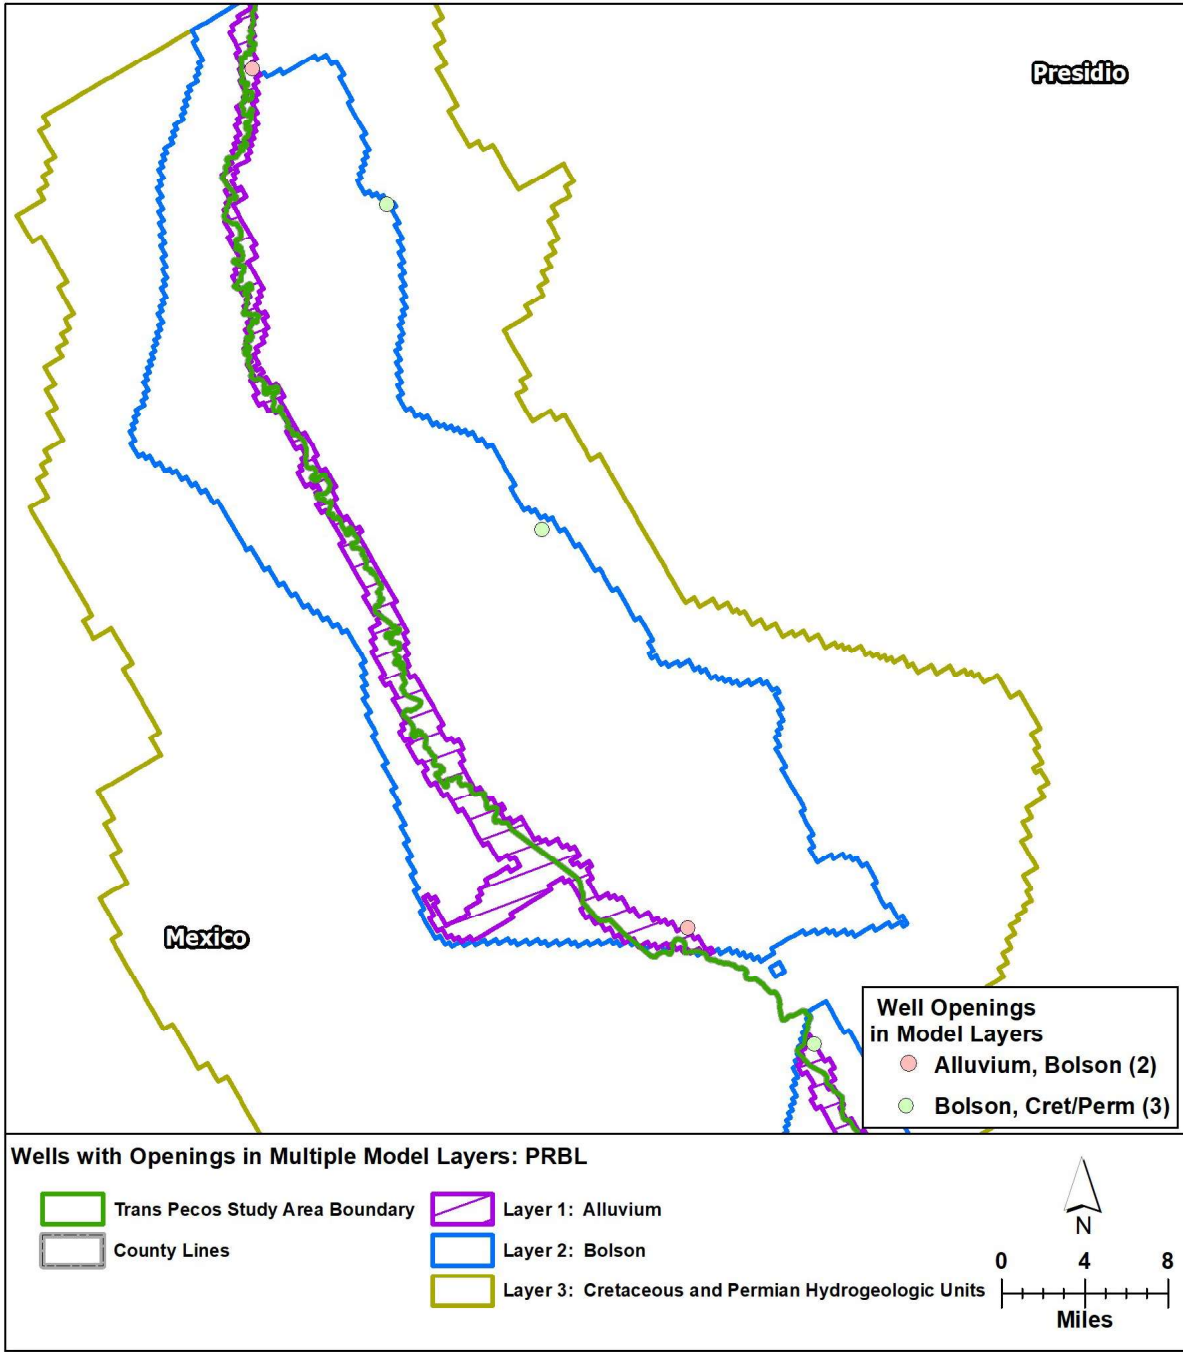 Presidio
Mexico
Well Openings
in Model Layers
Alluvium, Bolson (2)
Bolson, Cret/Perm (3)
Wells with Openings in Multiple Model Layers: PRBL
Trans Pecos Study Area Boundary
County Lines
Layer 1: Alluvium
Layer 2: Bolson
Layer 3: Cretaceous and Permian Hydrogeologic Units
N
0 4 8
Miles